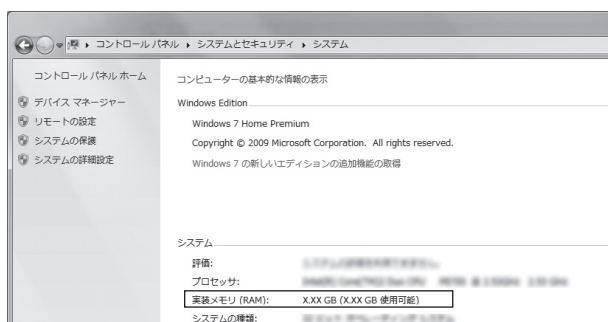 コントロール パネル ▸ システムとセキュリティ ▸ システム
コントロール パネル ホーム
デバイス マネージャー
リモートの設定
システムの保護
システムの詳細設定
コンピューターの基本的な情報の表示
Windows Edition
Windows 7 Home Premium
Copyright © 2009 Microsoft Corporation. All rights reserved.
Windows 7 の新しいエディションの追加機能の取得
システム
評価:
プロセッサ:
実装メモリ (RAM): X.XX GB (X.XX GB 使用可能)
システムの種類: